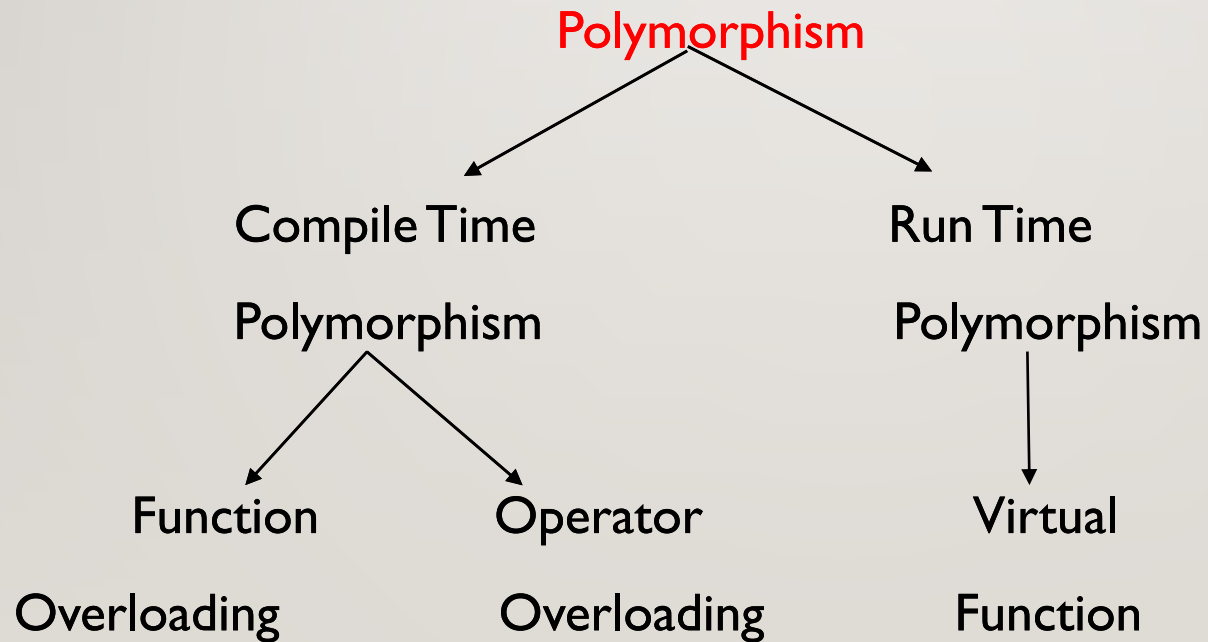 Polymorphism
Compile Time
Polymorphism
Run Time
Polymorphism
Function
Overloading
Operator
Overloading
Virtual
Function